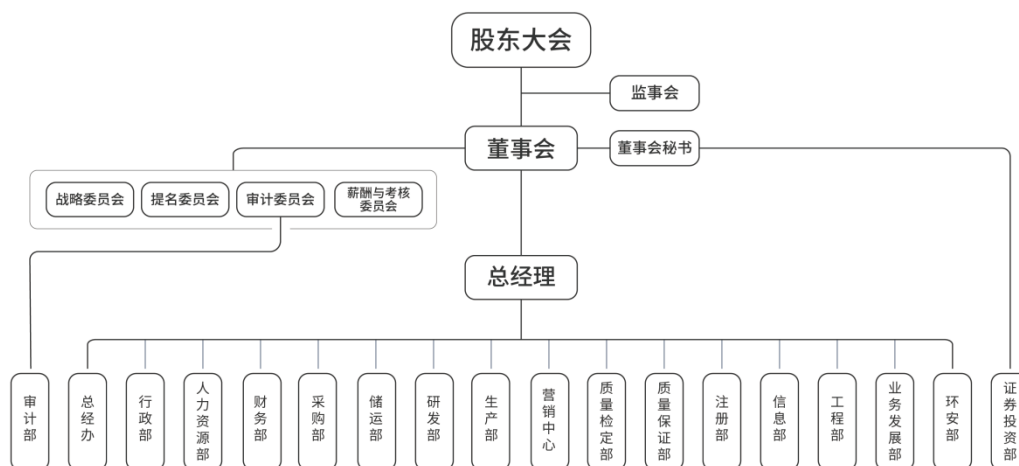 股东大会
监事会
董事会
董事会秘书
战略委员会
提名委员会
审计委员会
薪酬与考核
委员会
总经理
审计部
总经办
行政部
人力资源部
财务部
采购部
储运部
研发部
生产部
营销中心
质量检定部
质量保证部
注册部
信息部
工程部
业务发展部
环安部
证券投资部